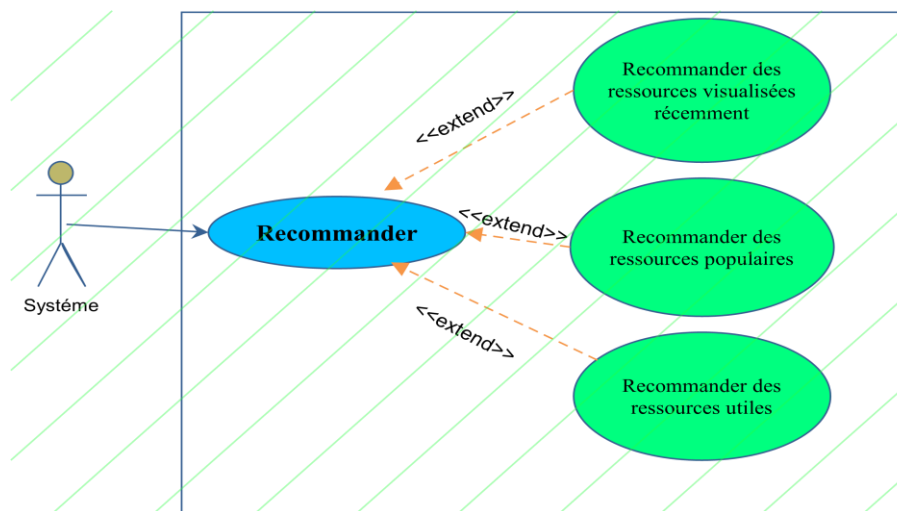 Recommander des
ressources visualisées
récemment
<<extend>>
Recommander
<<extend>>
Recommander des
ressources populaires
Systéme
<<extend>>
Recommander des
ressources utiles